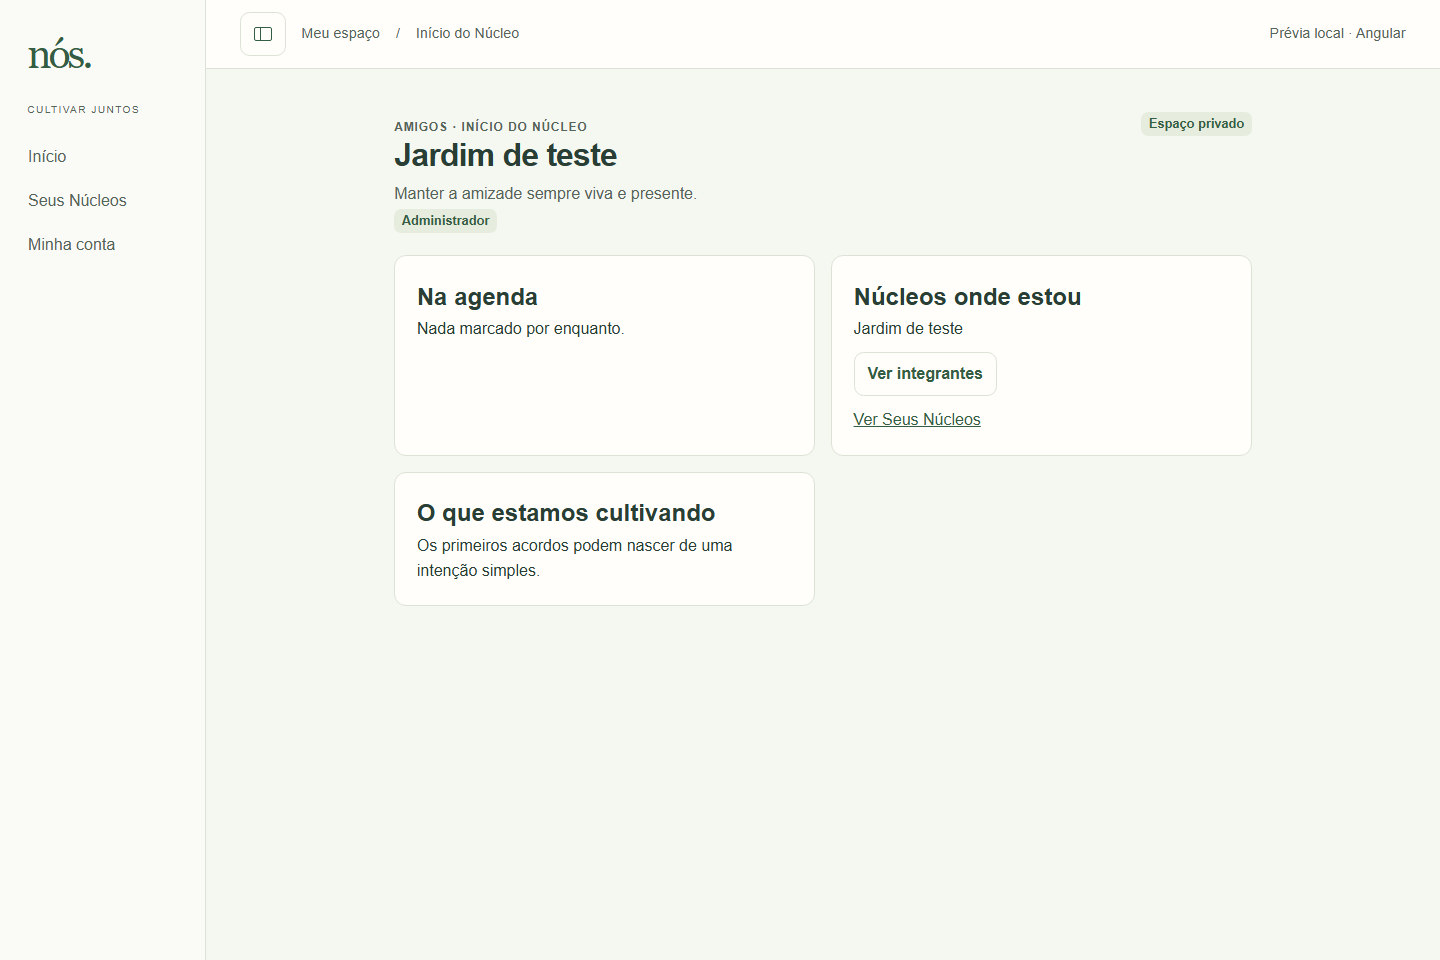 nós.
CULTIVAR JUNTOS
Início
Seus Núcleos
Minha conta
Meu espaço / Início do Núcleo
Prévia local · Angular
AMIGOS · INÍCIO DO NÚCLEO
Jardim de teste
Manter a amizade sempre viva e presente.
Administrador
Espaço privado
Na agenda
Nada marcado por enquanto.
Núcleos onde estou
Jardim de teste
Ver integrantes
Ver Seus Núcleos
O que estamos cultivando
Os primeiros acordos podem nascer de uma
intenção simples.